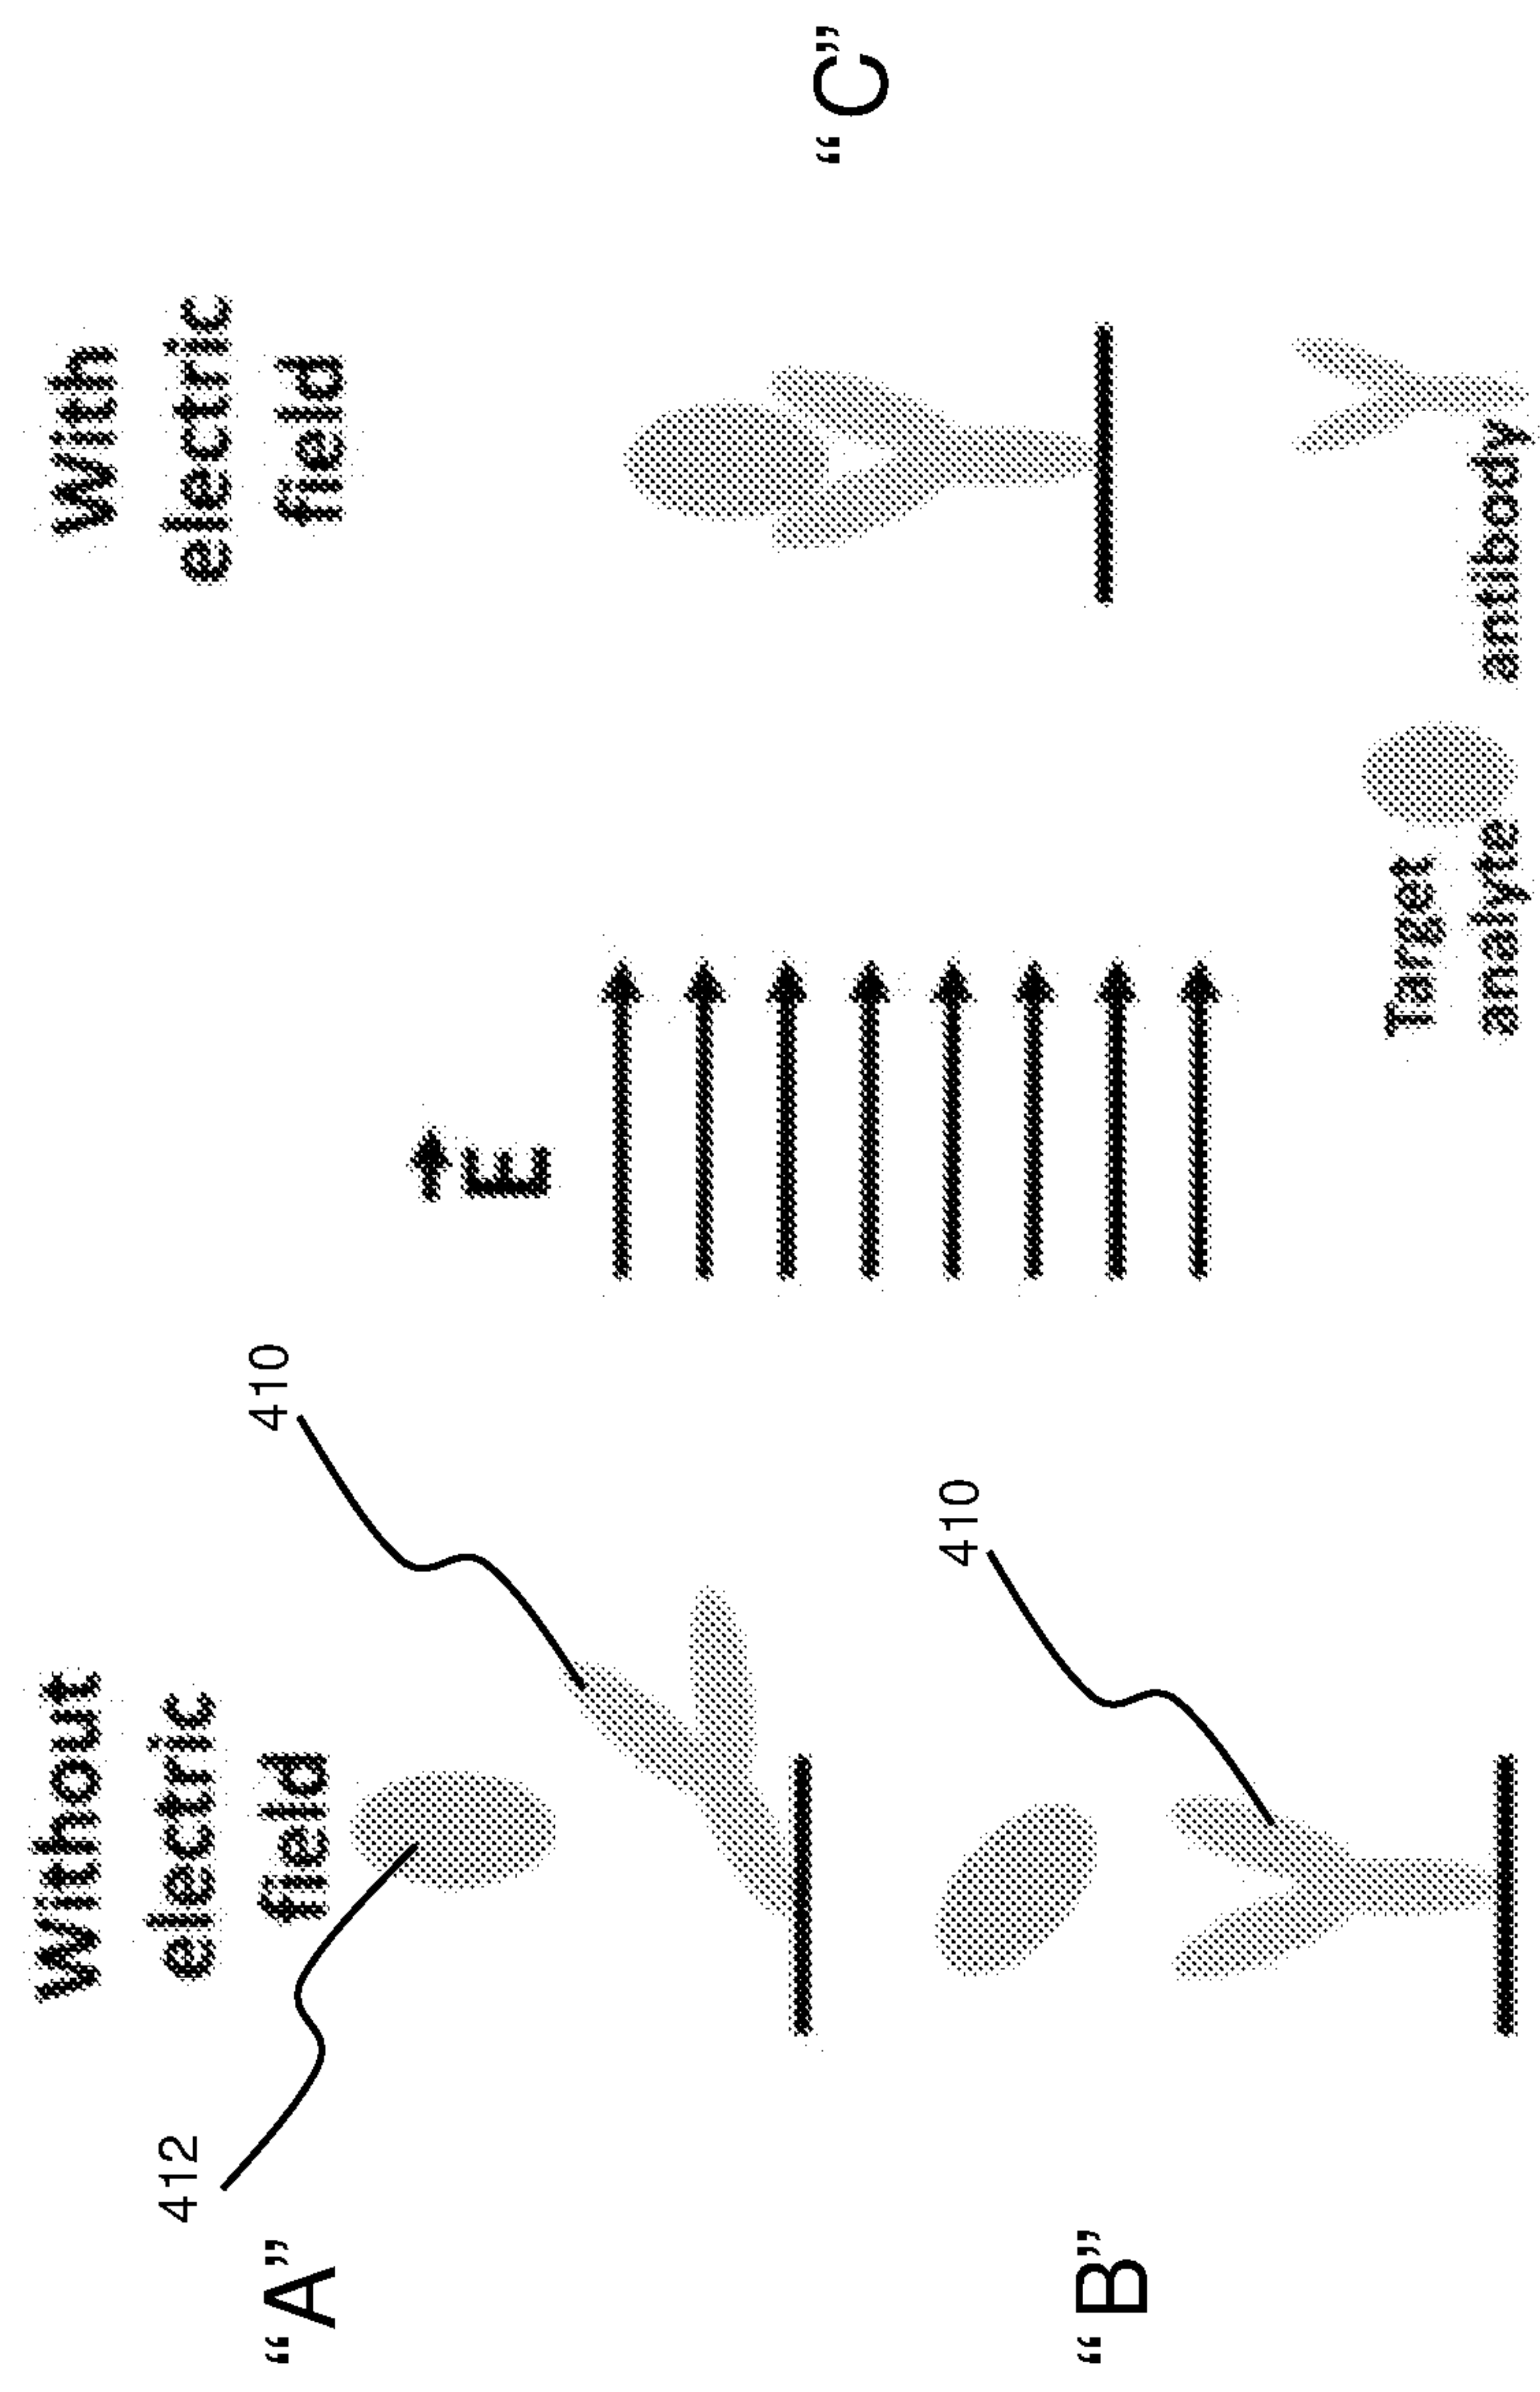 Without
electric
field
With
electric
field
"A"
412
410
E
"C"
"B"
410
Target
analyte
antibody